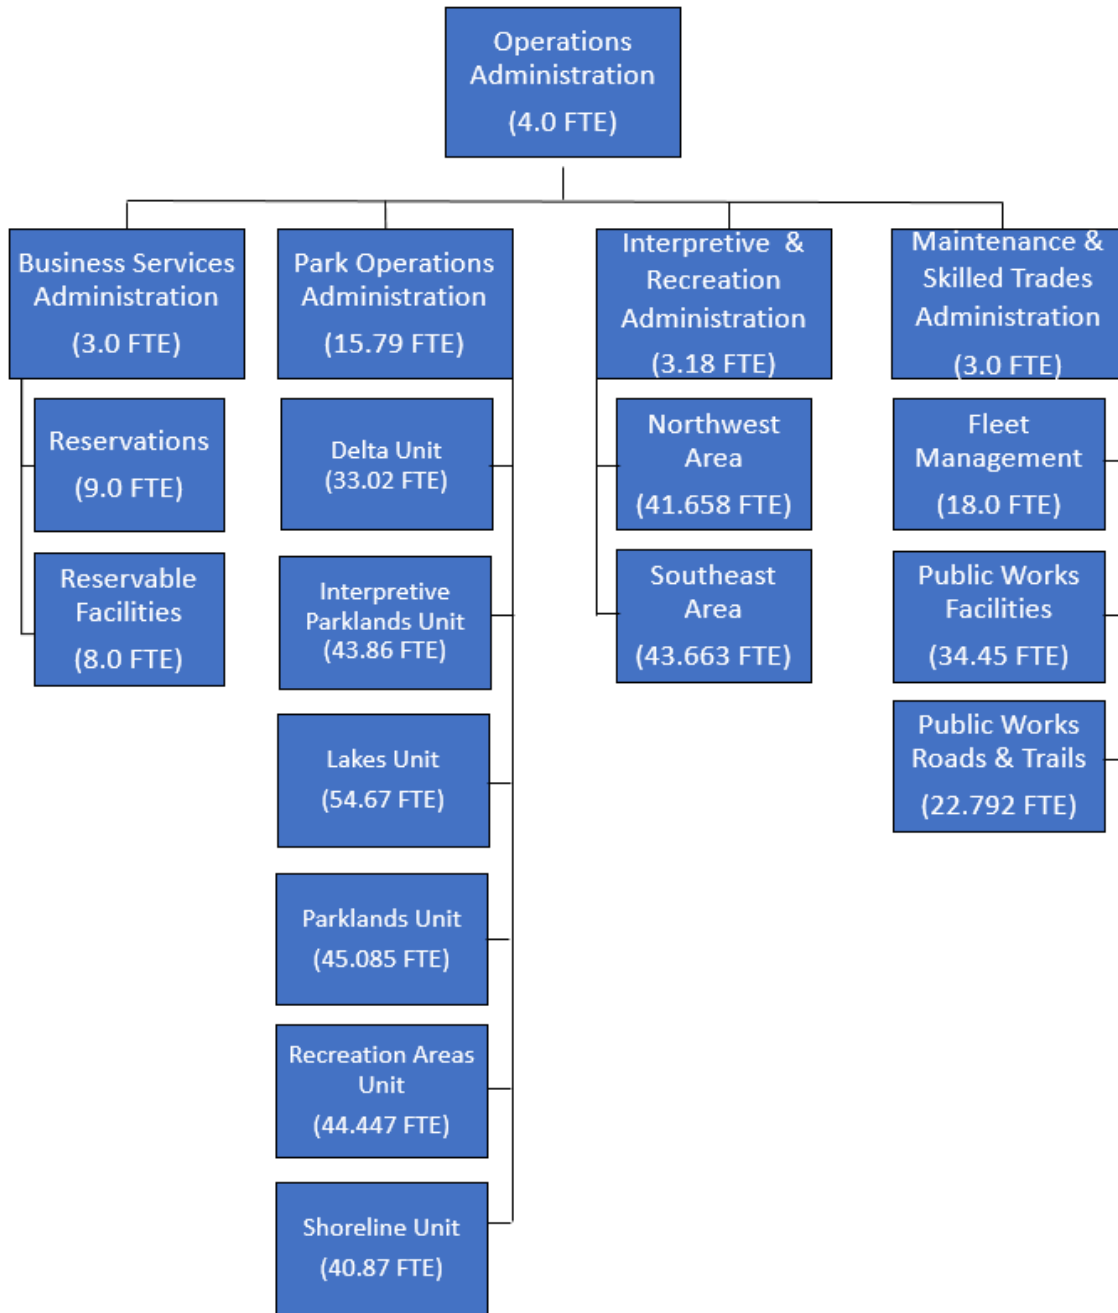 Operations
Administration
(4.0 FTE)
Business Services
Administration
(3.0 FTE)
Reservations
(9.0 FTE)
Reservable
Facilities
(8.0 FTE)
Park Operations
Administration
(15.79 FTE)
Delta Unit
(33.02 FTE)
Interpretive
Parklands Unit
(43.86 FTE)
Lakes Unit
(54.67 FTE)
Parklands Unit
(45.085 FTE)
Recreation Areas
Unit
(44.447 FTE)
Shoreline Unit
(40.87 FTE)
Interpretive &
Recreation
Administration
(3.18 FTE)
Northwest
Area
(41.658 FTE)
Southeast
Area
(43.663 FTE)
Maintenance &
Skilled Trades
Administration
(3.0 FTE)
Fleet
Management
(18.0 FTE)
Public Works
Facilities
(34.45 FTE)
Public Works
Roads & Trails
(22.792 FTE)